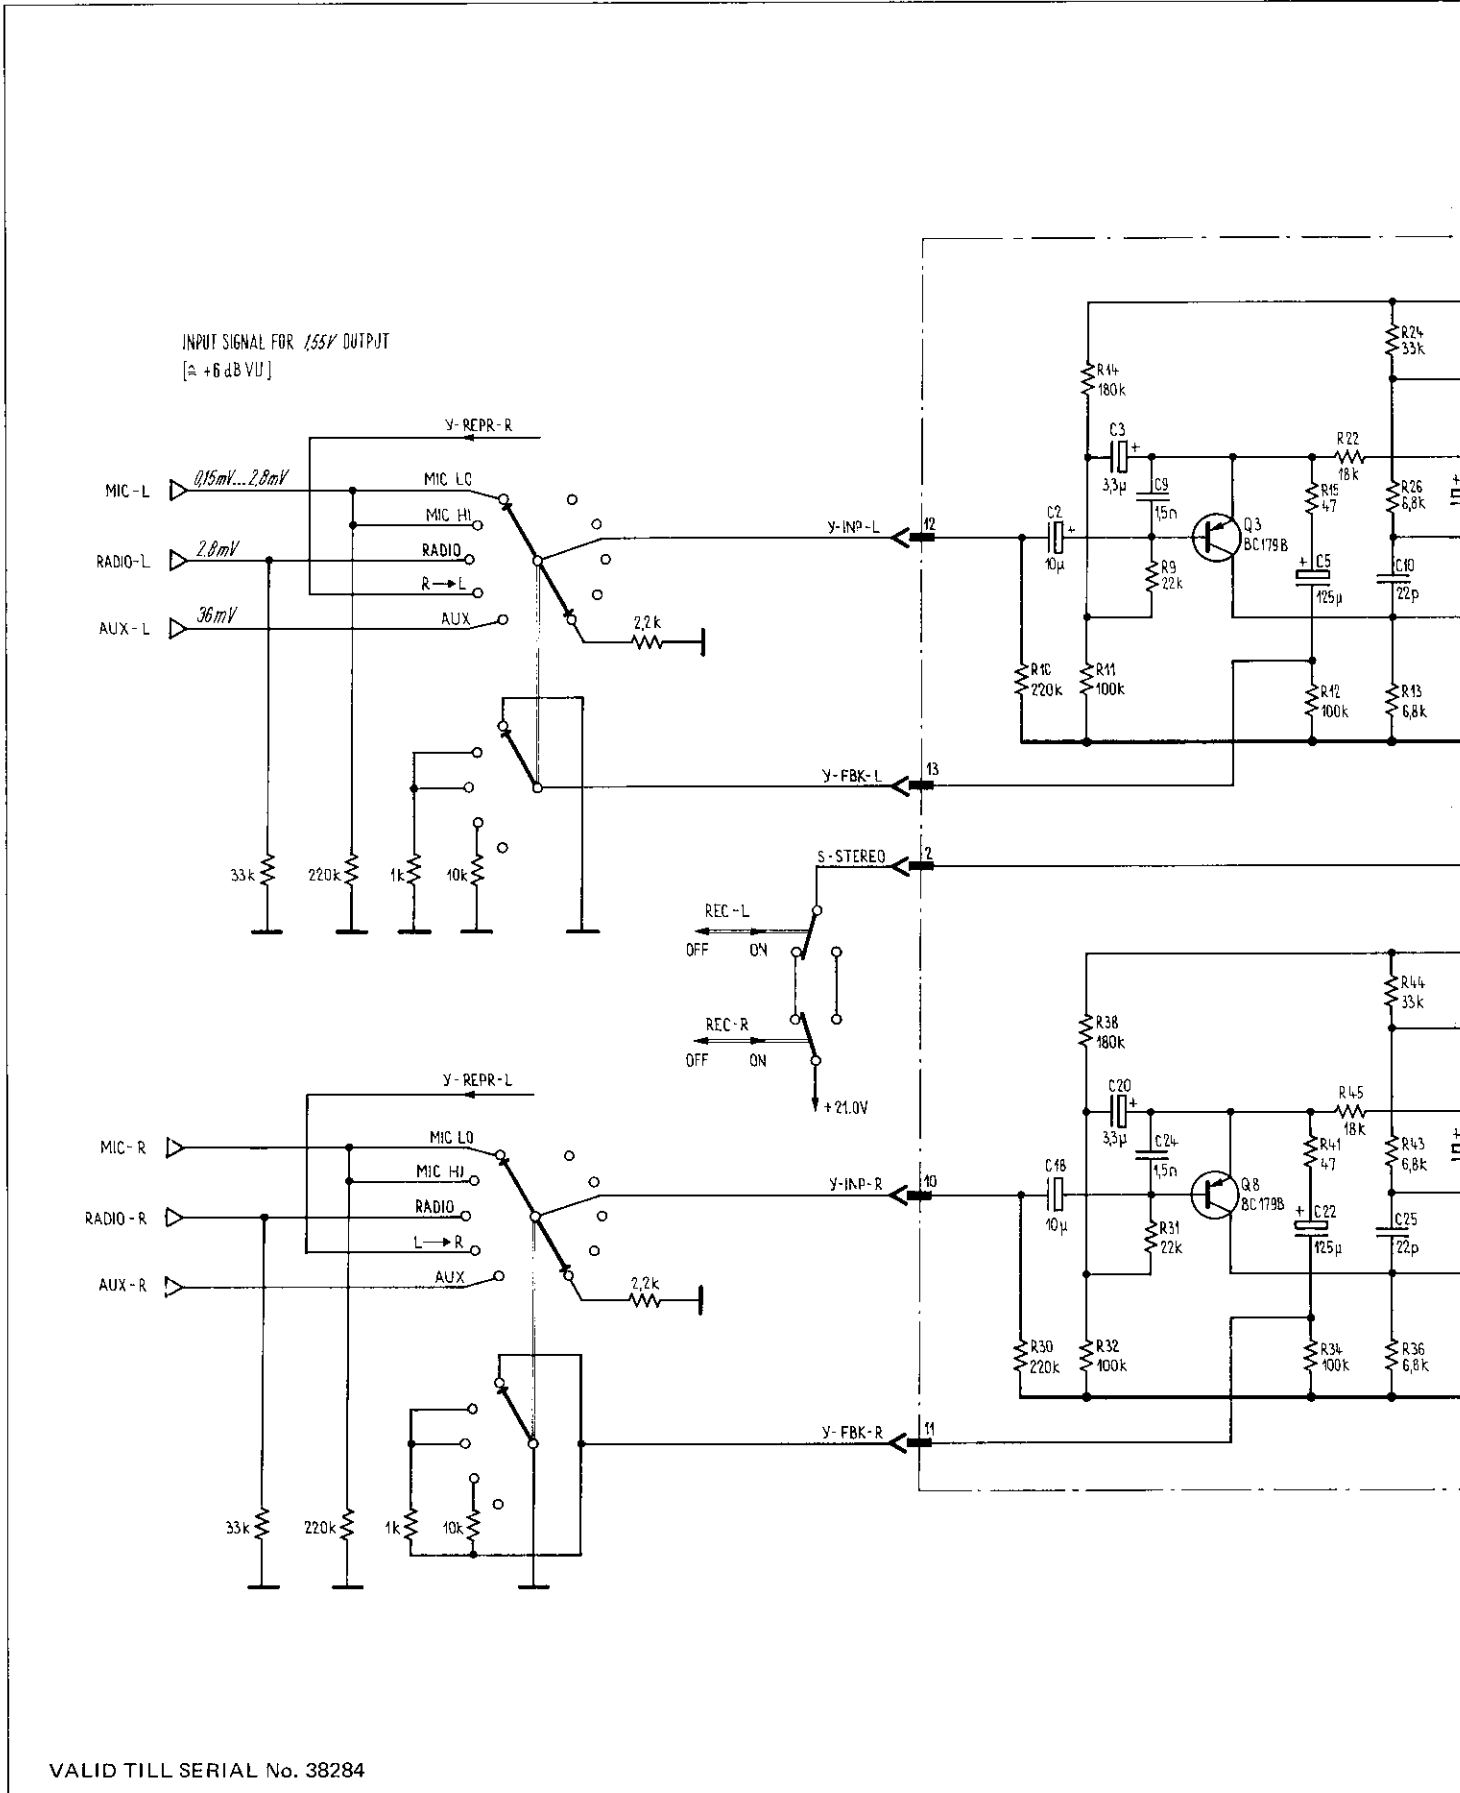 INPUT SIGNAL FOR 1,55V OUTPUT
[≙ +6 dB VU]
Y-REPR-R
MIC-L
0,15mV...2,8mV
MIC LO
MIC HI
RADIO-L
2,8mV
RADIO
R→L
AUX-L
36mV
AUX
2,2k
33k
220k
1k
10k
Y-INP-L
12
Y-FBK-L
13
S-STEREO
2
REC-L
OFF
ON
REC-R
OFF
ON
+21.0V
R14
180k
C3
+
3,3µ
C9
1,5n
C2
+
10µ
R9
22k
Q3
BC179B
R10
220k
R11
100k
R15
47
R22
18k
+
C5
125µ
R12
100k
R24
33k
R26
6,8k
C10
22p
R13
6,8k
+
Y-REPR-L
MIC-R
MIC LO
MIC HI
RADIO-R
RADIO
L→R
AUX-R
AUX
2,2k
33k
220k
1k
10k
Y-INP-R
10
Y-FBK-R
11
R38
180k
C20
+
3,3µ
C24
1,5n
C18
10µ
R31
22k
Q8
BC179B
R30
220k
R32
100k
R41
47
R45
18k
+
C22
125µ
R34
100k
R44
33k
R43
6,8k
C25
22p
R36
6,8k
+
VALID TILL SERIAL No. 38284